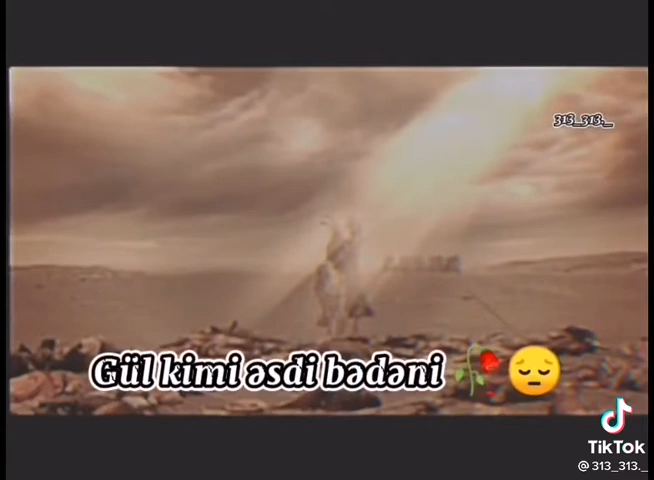 313_313._
Gül kimi əsdi bədəni 🥀😔
TikTok
@313_313._